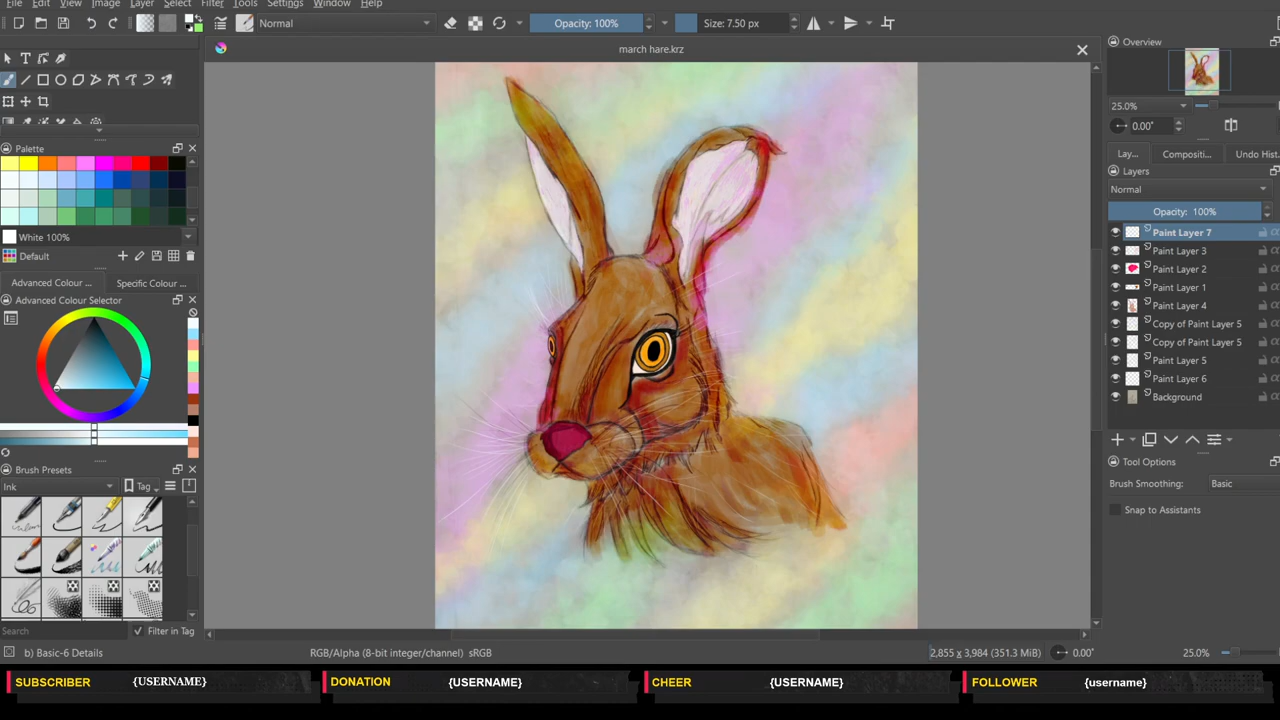 File Edit View Image Layer Select Filter Tools Settings Window Help
Normal Opacity: 100% Size: 7.50 px
march hare.krz
Palette
White 100%
Default
Advanced Colour ... Specific Colour ...
Advanced Colour Selector
Brush Presets
Ink Tag
Search Filter in Tag
b) Basic-6 Details RGB/Alpha (8-bit integer/channel) sRGB 2,855 x 3,984 (351.3 MiB) 0.00° 25.0%
Overview
25.0%
0.00°
Lay... Compositi... Undo Hist.
Layers
Normal
Opacity: 100%
Paint Layer 7
Paint Layer 3
Paint Layer 2
Paint Layer 1
Paint Layer 4
Copy of Paint Layer 5
Copy of Paint Layer 5
Paint Layer 5
Paint Layer 6
Background
Tool Options
Brush Smoothing: Basic
Snap to Assistants
SUBSCRIBER {USERNAME} DONATION {USERNAME} CHEER {USERNAME} FOLLOWER {username}